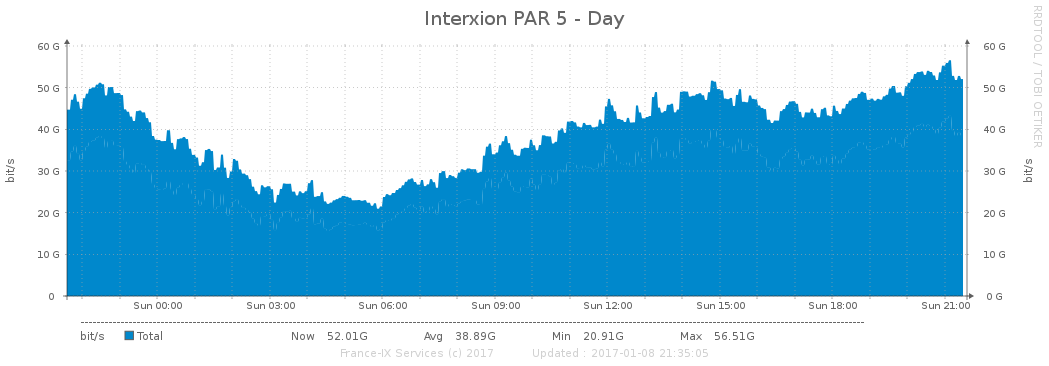 Interxion PAR 5 - Day
RRDTOOL / TOBI OETIKER
60 G 60 G
50 G 50 G
40 G 40 G
30 G 30 G
20 G 20 G
10 G 10 G
0 0 G
bit/s
bit/s
Sun 00:00 Sun 03:00 Sun 06:00 Sun 09:00 Sun 12:00 Sun 15:00 Sun 18:00 Sun 21:00
bit/s Total Now 52.01G Avg 38.89G Min 20.91G Max 56.51G
France-IX Services (c) 2017 Updated : 2017-01-08 21:35:05